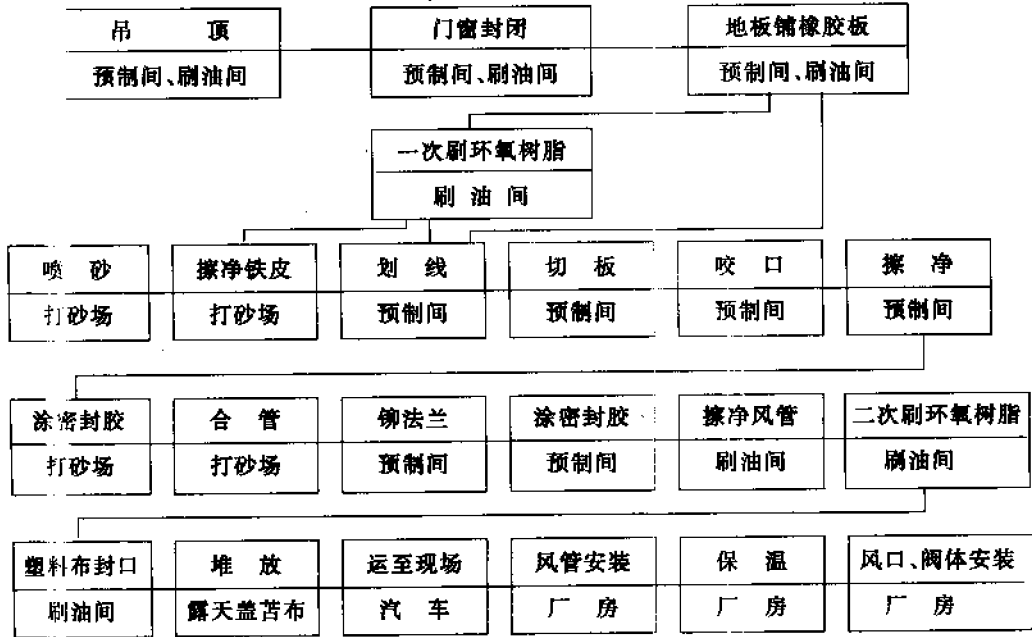 吊 顶 门窗封闭 地板铺橡胶板
预制间、刷油间 预制间、刷油间 预制间、刷油间
一次刷环氧树脂
刷油间
喷砂 擦净铁皮 划线 切板 咬口 擦净
打砂场 打砂场 预制间 预制间 预制间 预制间
涂密封胶 合管 铆法兰 涂密封胶 擦净风管 二次刷环氧树脂
打砂场 打砂场 预制间 预制间 刷油间 刷油间
塑料布封口 堆放 运至现场 风管安装 保温 风口、阀体安装
刷油间 露天盖苫布 汽车 厂房 厂房 厂房